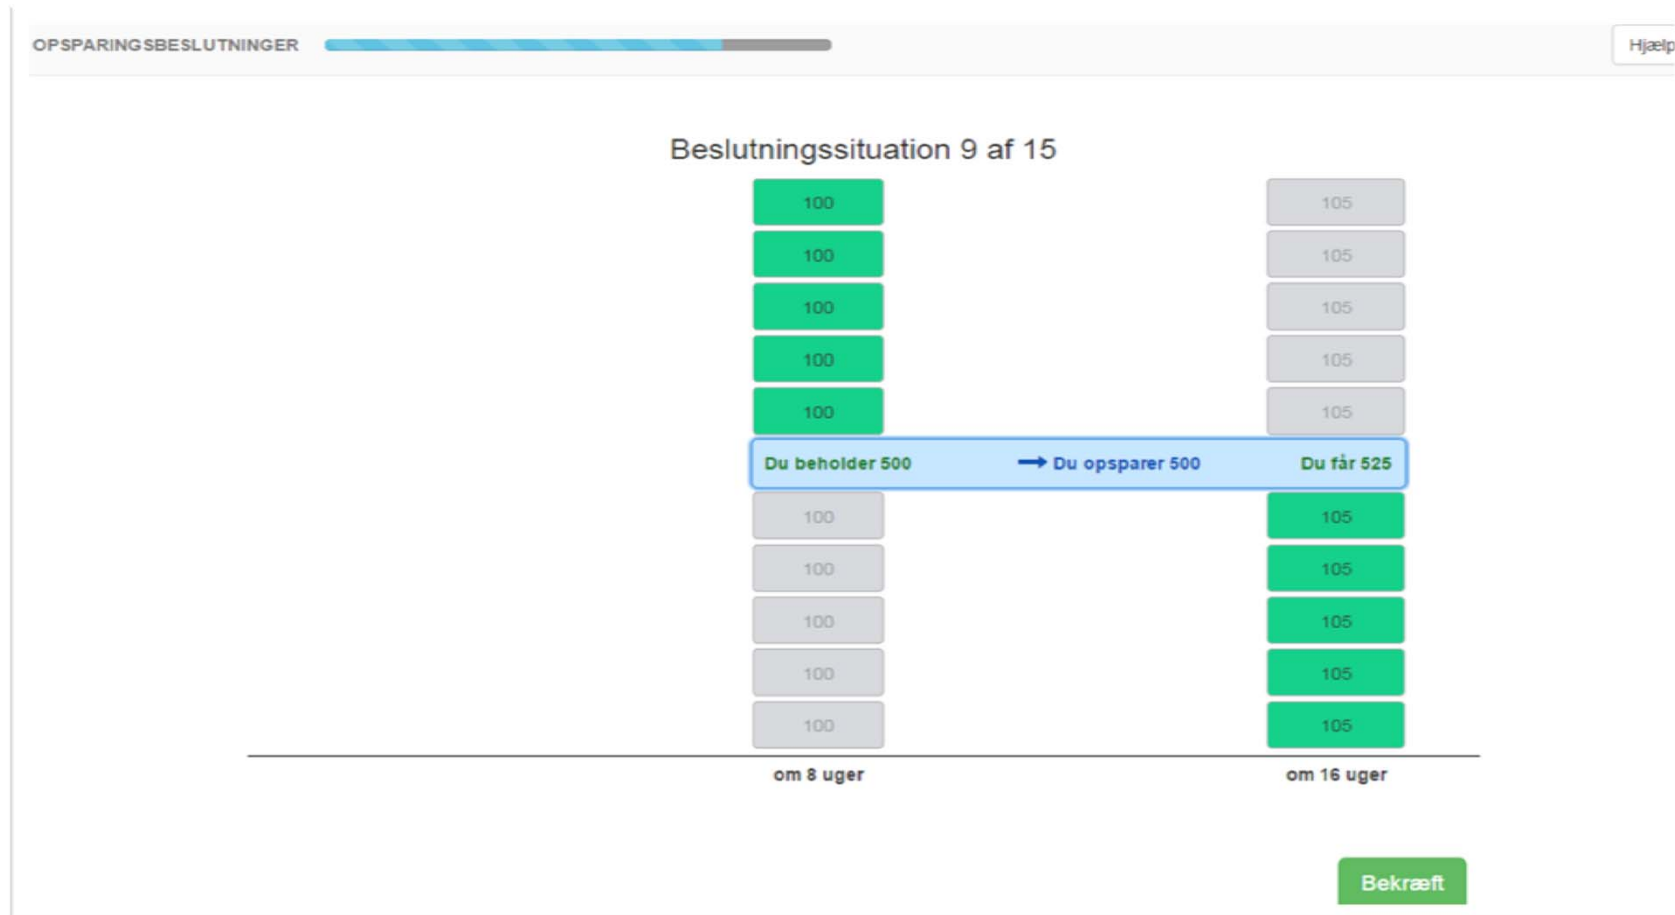 OPSPARINGSBESLUTNINGER
Hjælp
Beslutningssituation 9 af 15
100 105
100 105
100 105
100 105
100 105
Du beholder 500 → Du opsparer 500 Du får 525
100 105
100 105
100 105
100 105
100 105
om 8 uger om 16 uger
Bekræft